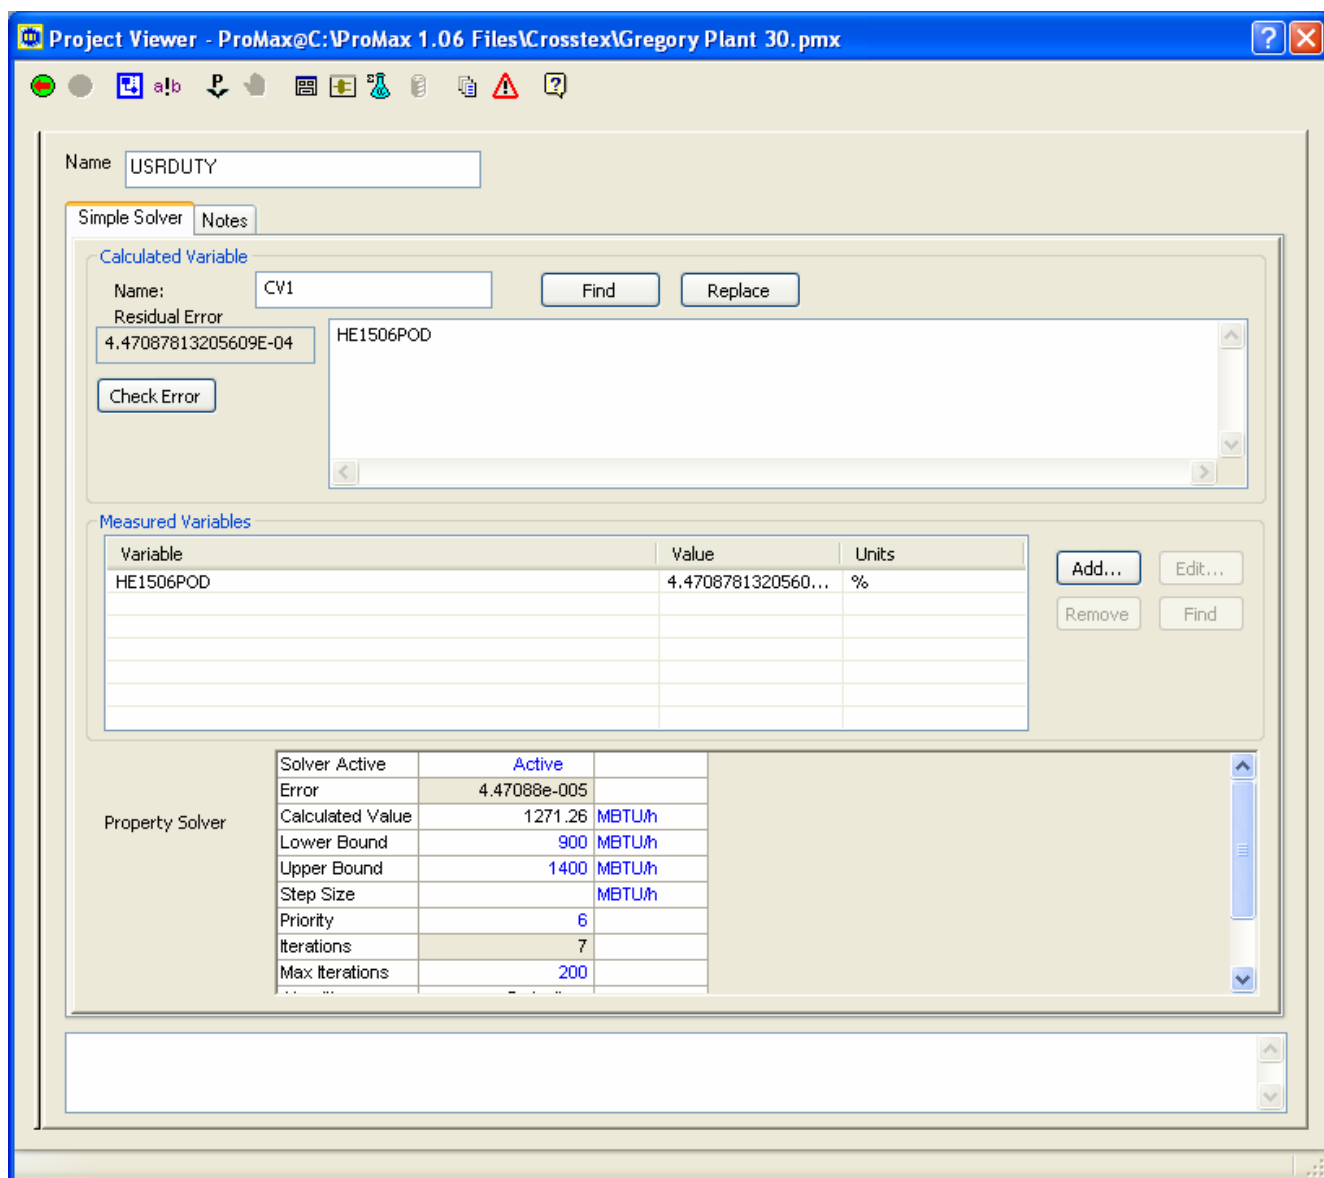 Project Viewer - ProMax@C:\ProMax 1.06 Files\Crosstex\Gregory Plant 30.pmx
a!b
Name USRDUTY
Simple Solver Notes
Calculated Variable
Name: CV1 Find Replace
Residual Error
4.47087813205609E-04 HE1506POD
Check Error
Measured Variables
Variable Value Units
HE1506POD 4.4708781320560... %
Add... Edit...
Remove Find
Property Solver
Solver Active Active
Error 4.47088e-005
Calculated Value 1271.26 MBTU/h
Lower Bound 900 MBTU/h
Upper Bound 1400 MBTU/h
Step Size MBTU/h
Priority 6
Iterations 7
Max Iterations 200